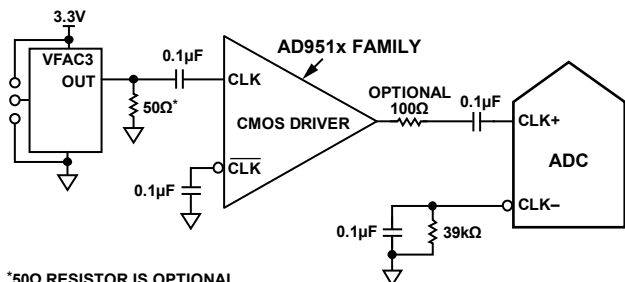 3.3V
VFAC3
OUT
0.1µF
50Ω*
CLK
CLK
0.1µF
CMOS DRIVER
AD951x FAMILY
OPTIONAL
100Ω
0.1µF
CLK+
ADC
CLK–
0.1µF
39kΩ
*50Ω RESISTOR IS OPTIONAL